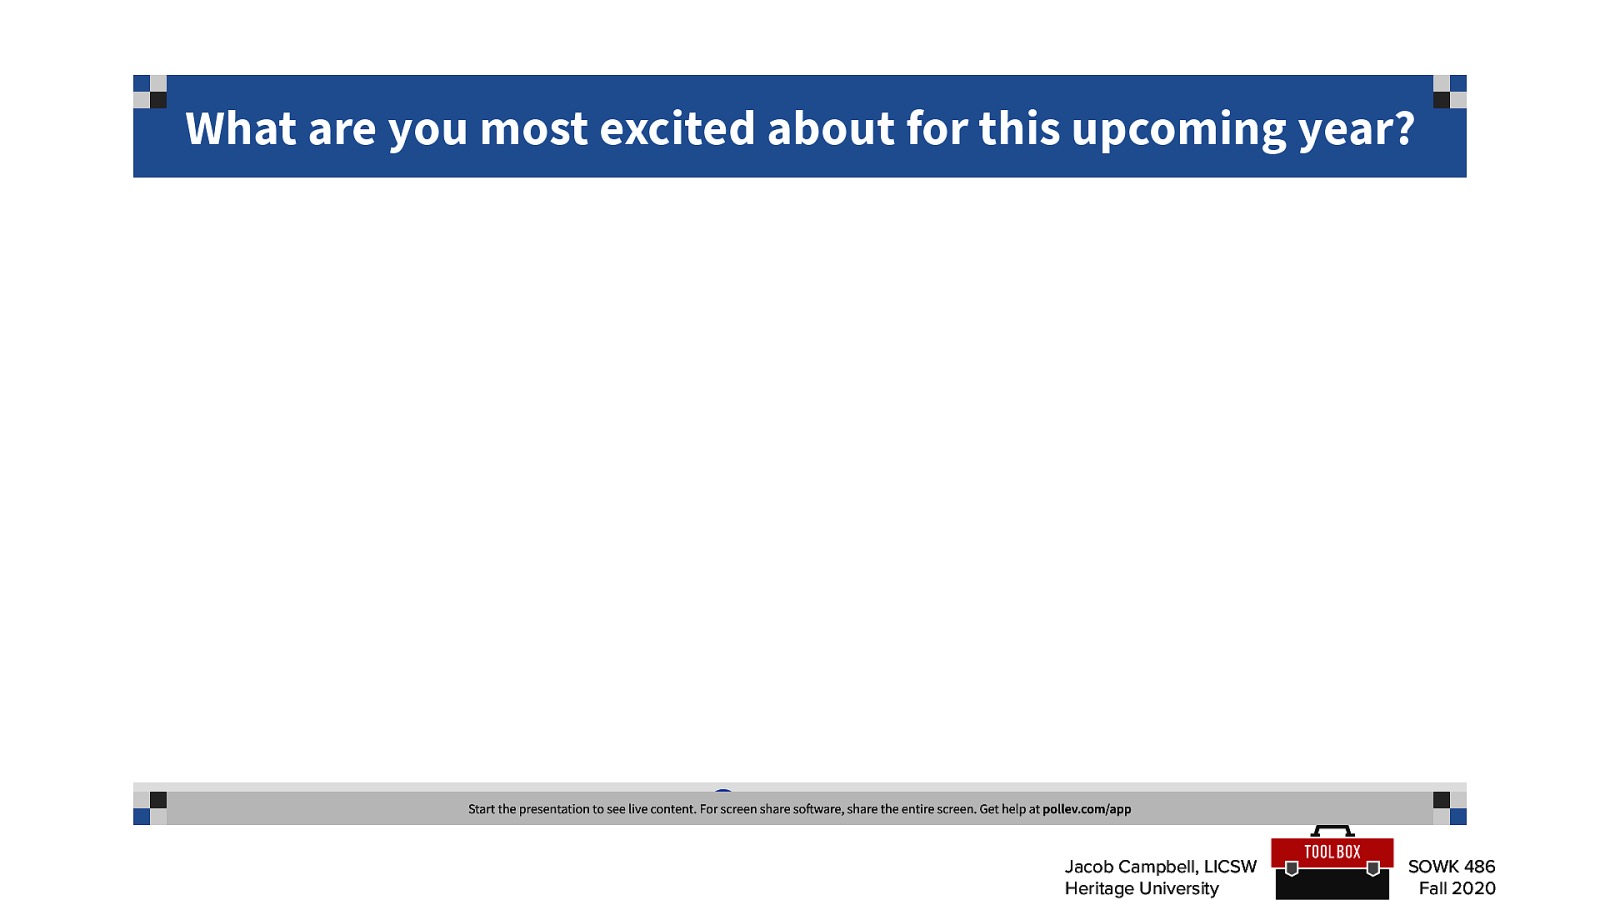 What are you most excited about for this upcoming year?
Start the presentation to see live content. For screen share software, share the entire screen. Get help at pollev.com/app
Jacob Campbell, LICSW
Heritage University
TOOLBOX
SOWK 486
Fall 2020